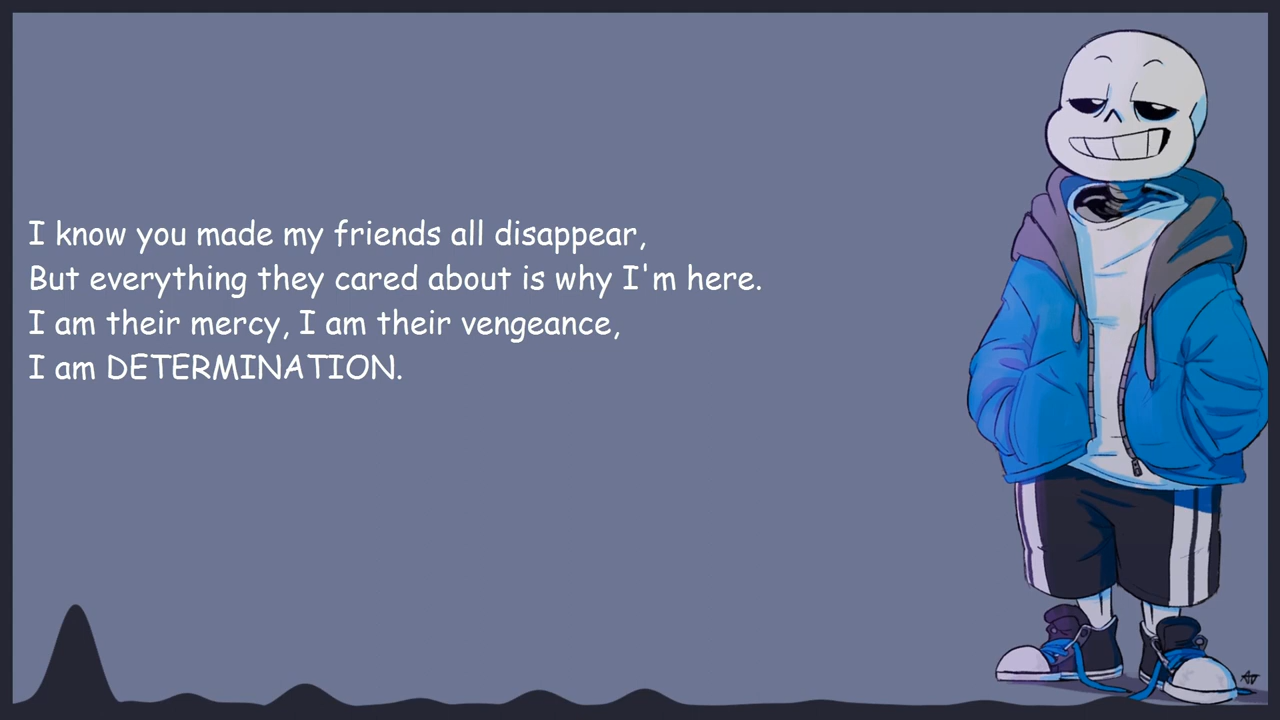 I know you made my friends all disappear,
But everything they cared about is why I'm here.
I am their mercy, I am their vengeance,
I am DETERMINATION.